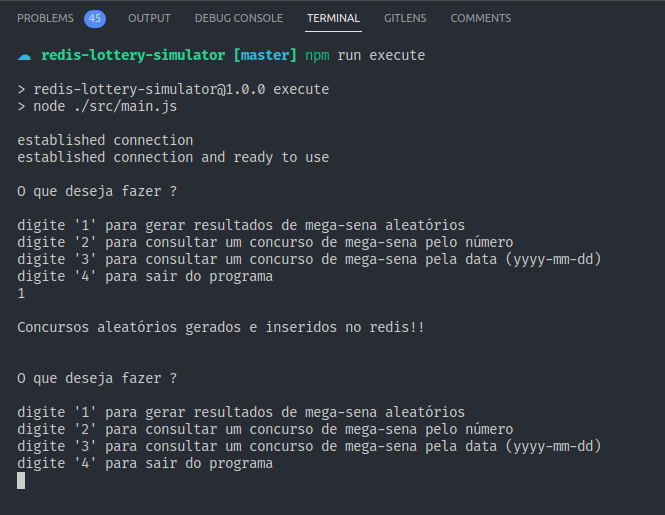 PROBLEMS 45 OUTPUT DEBUG CONSOLE TERMINAL GITLENS COMMENTS
redis-lottery-simulator [master] npm run execute
> redis-lottery-simulator@1.0.0 execute
> node ./src/main.js
established connection
established connection and ready to use
O que deseja fazer ?
digite '1' para gerar resultados de mega-sena aleatórios
digite '2' para consultar um concurso de mega-sena pelo número
digite '3' para consultar um concurso de mega-sena pela data (yyyy-mm-dd)
digite '4' para sair do programa
1
Concursos aleatórios gerados e inseridos no redis!!
O que deseja fazer ?
digite '1' para gerar resultados de mega-sena aleatórios
digite '2' para consultar um concurso de mega-sena pelo número
digite '3' para consultar um concurso de mega-sena pela data (yyyy-mm-dd)
digite '4' para sair do programa